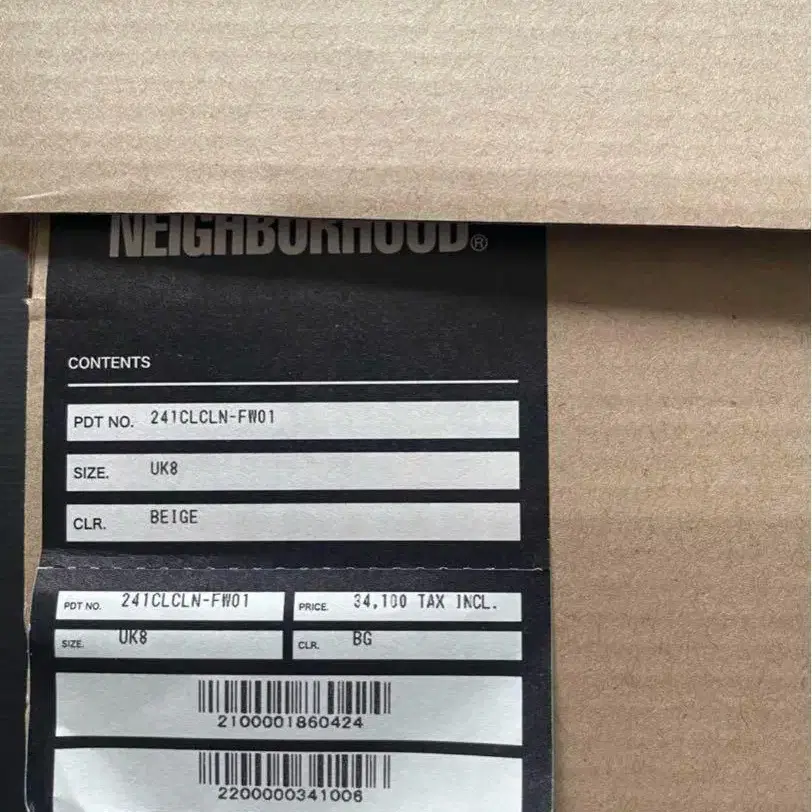 NEIGHBORHOOD®
CONTENTS
PDT NO. 241CLCLN-FW01
SIZE. UK8
CLR. BEIGE
PDT NO. 241CLCLN-FW01 PRICE. 34,100 TAX INCL.
SIZE. UK8 CLR. BG
2100001860424
2200000341006